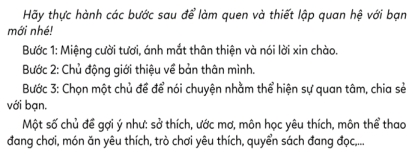 Hãy thực hành các bước sau để làm quen và thiết lập quan hệ với bạn
mới nhé!
Bước 1: Miệng cười tươi, ánh mắt thân thiện và nói lời xin chào.
Bước 2: Chủ động giới thiệu về bản thân mình.
Bước 3: Chọn một chủ đề để nói chuyện nhằm thể hiện sự quan tâm, chia sẻ
với bạn.
Một số chủ đề gợi ý như: sở thích, ước mơ, môn học yêu thích, môn thể thao
đang chơi, món ăn yêu thích, trò chơi yêu thích, quyển sách đang đọc,...